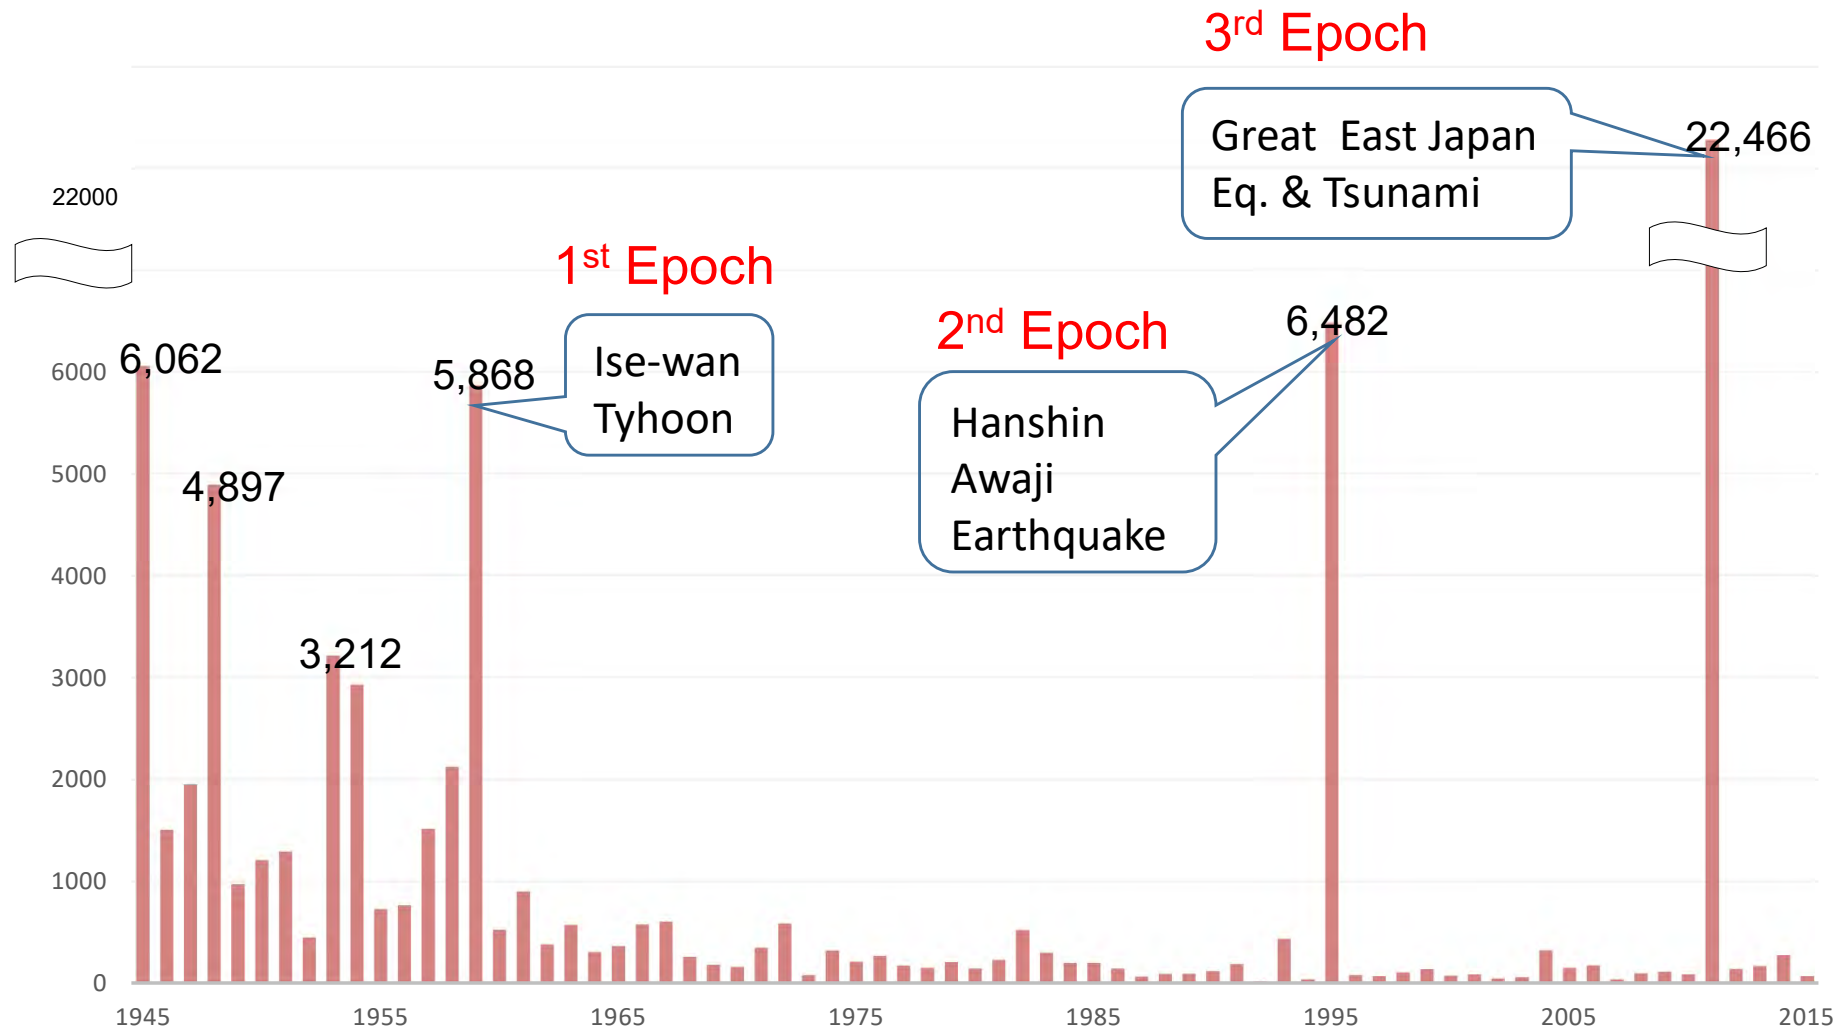 3rd Epoch
Great East Japan
Eq. & Tsunami
22,466
22000
1st Epoch
Ise-wan
Tyhoon
2nd Epoch
Hanshin
Awaji
Earthquake
6,482
6,062
5,868
4,897
3,212
6000
5000
4000
3000
2000
1000
0
1945 1955 1965 1975 1985 1995 2005 2015